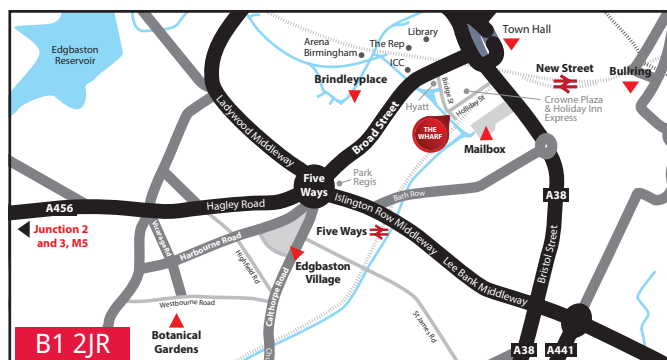 Edgbaston
Reservoir
Arena
Birmingham
The Rep
Library
ICC
Town Hall
Brindleyplace
New Street
Bullring
Hyatt
Bridge St
Holliday St
Crowne Plaza
& Holiday Inn
Express
THE
WHARF
Mailbox
Ladywood Middleway
Broad Street
Five
Ways
Park
Regis
Bath Row
A456
Hagley Road
Islington Row Middleway
A38
Junction 2
and 3, M5
Vicarage Rd
Harbourne Road
Highfield Rd
Calthorpe Road
Five Ways
Edgbaston
Village
Lee Bank Middleway
Bristol Street
Westbourne Road
St James Rd
Botanical
Gardens
B1 2JR
A38
A441